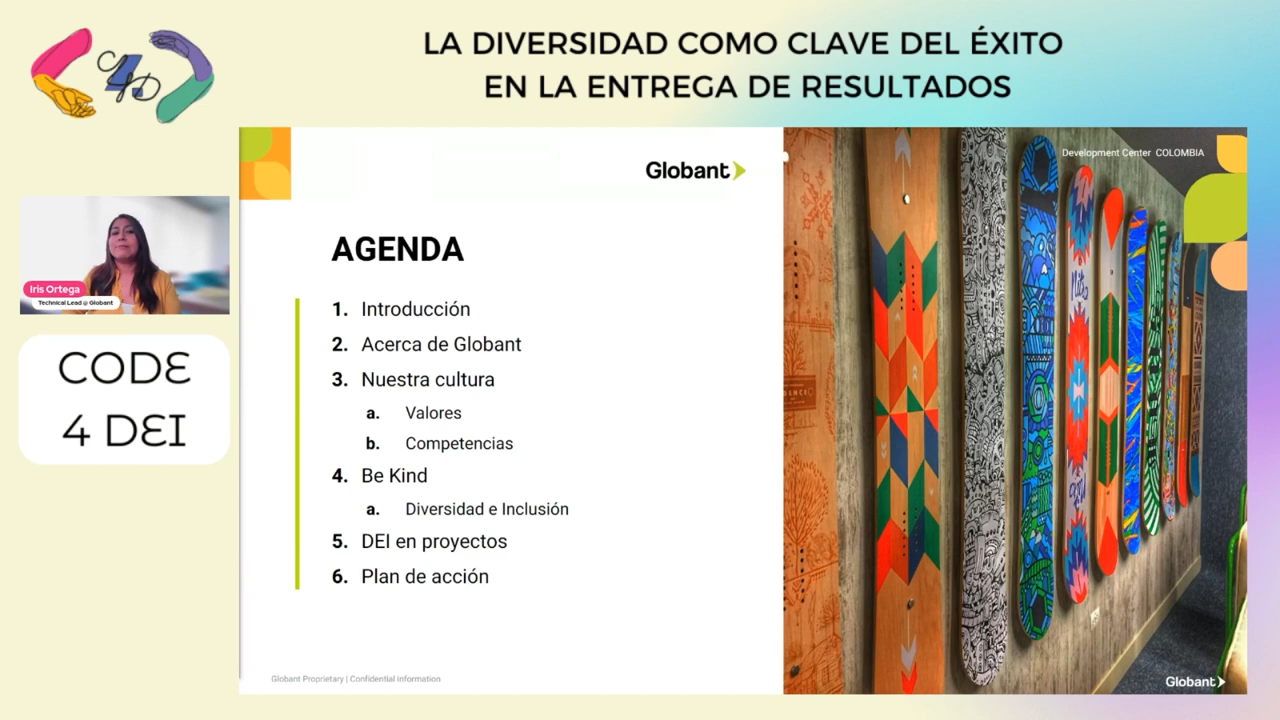 LA DIVERSIDAD COMO CLAVE DEL ÉXITO
EN LA ENTREGA DE RESULTADOS
Iris Ortega
Technical Lead @ Globant
CODE
4 DEI
Globant
AGENDA
1. Introducción
2. Acerca de Globant
3. Nuestra cultura
a. Valores
b. Competencias
4. Be Kind
a. Diversidad e Inclusión
5. DEI en proyectos
6. Plan de acción
Globant Proprietary | Confidential Information
Development Center COLOMBIA
Globant